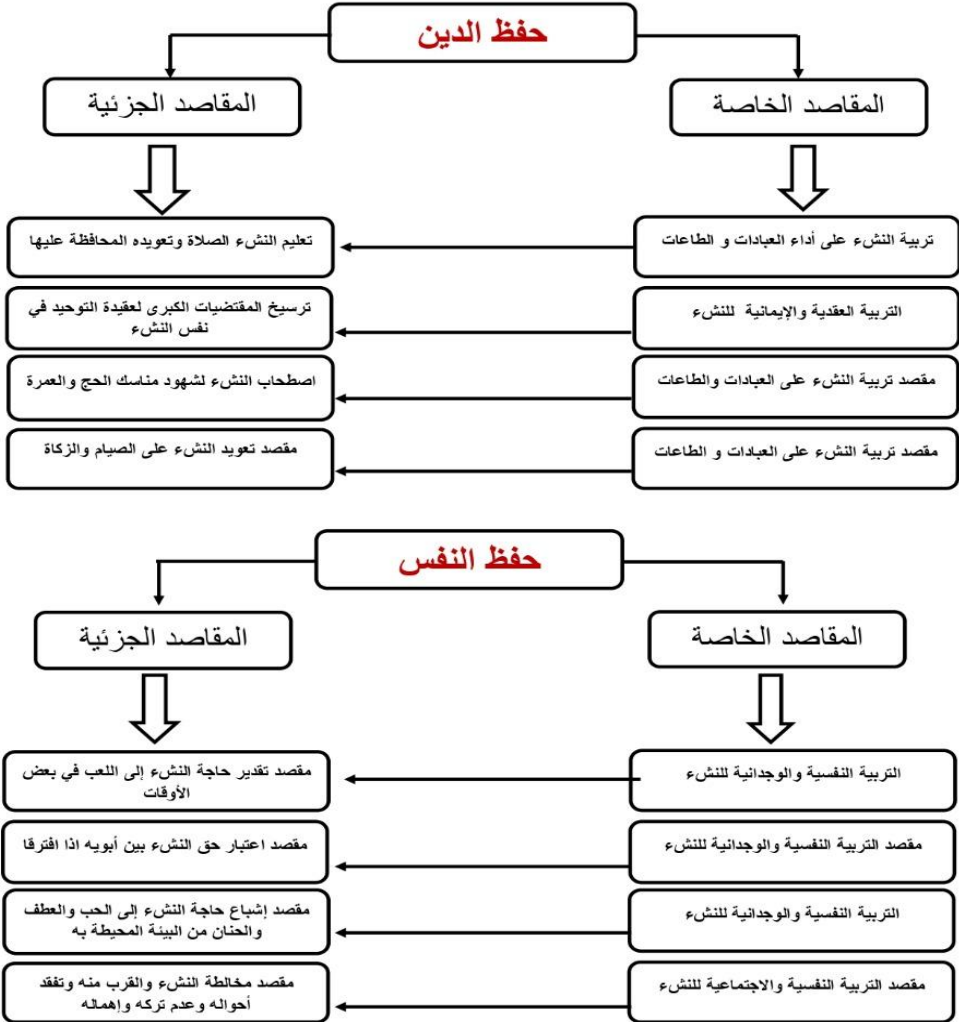 حفظ الدين
المقاصد الخاصة
المقاصد الجزئية
تربية النشء على أداء العبادات و الطاعات
تعليم النشء الصلاة وتعويده المحافظة عليها
التربية العقدية والإيمانية للنشء
ترسيخ المقتضيات الكبرى لعقيدة التوحيد في
نفس النشء
مقصد تربية النشء على العبادات والطاعات
اصطحاب النشء لشهود مناسك الحج والعمرة
مقصد تربية النشء على العبادات و الطاعات
مقصد تعويد النشء على الصيام والزكاة
حفظ النفس
المقاصد الخاصة
المقاصد الجزئية
التربية النفسية والوجدانية للنشء
مقصد تقدير حاجة النشء إلى اللعب في بعض
الأوقات
مقصد التربية النفسية والوجدانية للنشء
مقصد اعتبار حق النشء بين أبويه اذا افترقا
التربية النفسية والوجدانية للنشء
مقصد إشباع حاجة النشء إلى الحب والعطف
والحنان من البيئة المحيطة به
مقصد التربية النفسية والاجتماعية للنشء
مقصد مخالطة النشء والقرب منه وتفقد
أحواله وعدم تركه وإهماله